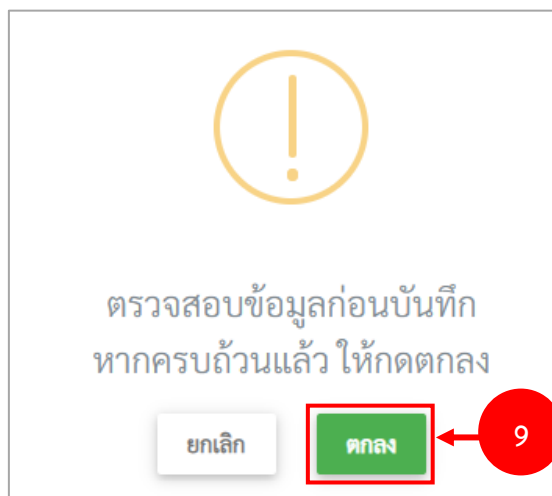 ตรวจสอบข้อมูลก่อนบันทึก
หากครบถ้วนแล้ว ให้กดตกลง
ยกเลิก ตกลง 9